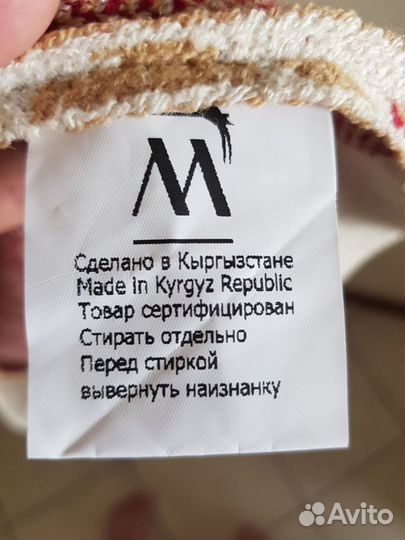 M
Сделано в Кыргызстане
Made in Kyrgyz Republic
Товар сертифицирован
Стирать отдельно
Перед стиркой
вывернуть наизнанку
Avito